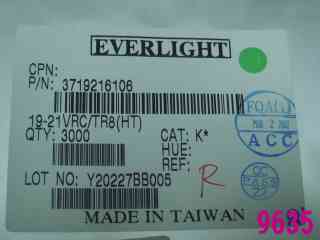 EVERLIGHT
CPN:
P/N: 3719216106
19-21VRC/TR8(HT)
QTY: 3000 CAT: K*
HUE:
REF:
LOT NO: Y20227BB005
R
ACC
QC
MADE IN TAIWAN
9635